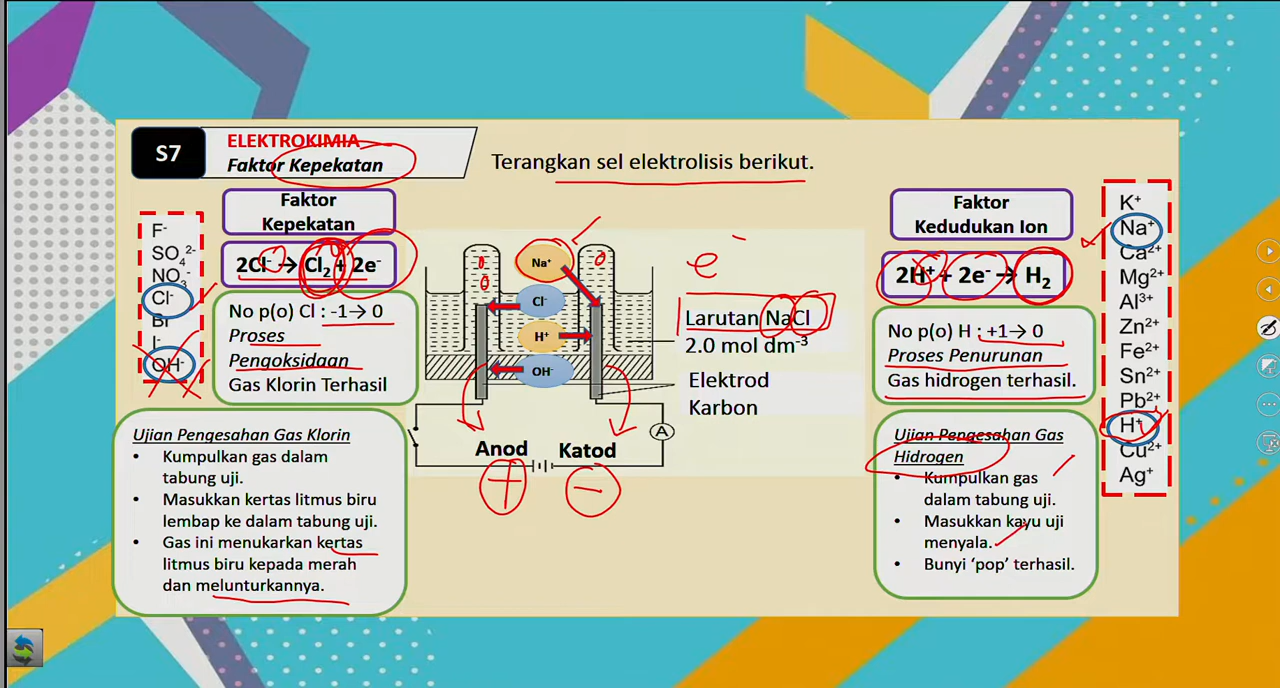 S7
ELEKTROKIMIA
Faktor Kepekatan
Terangkan sel elektrolisis berikut.
F-
SO₄²⁻
NO₃⁻
Cl⁻
Br⁻
I⁻
OH⁻
Faktor
Kepekatan
2Cl⁻ → Cl₂ + 2e⁻
No p(o) Cl : -1→ 0
Proses
Pengoksidaan
Gas Klorin Terhasil
Ujian Pengesahan Gas Klorin
• Kumpulkan gas dalam
tabung uji.
• Masukkan kertas litmus biru
lembap ke dalam tabung uji.
• Gas ini menukarkan kertas
litmus biru kepada merah
dan melunturkannya.
Na⁺
Cl⁻
H⁺
OH⁻
e⁻
Larutan NaCl
2.0 mol dm⁻³
Elektrod
Karbon
A
Anod
Katod
+
−
Faktor
Kedudukan Ion
2H⁺ + 2e⁻ → H₂
No p(o) H : +1→ 0
Proses Penurunan
Gas hidrogen terhasil.
Ujian Pengesahan Gas
Hidrogen
• Kumpulkan gas
dalam tabung uji.
• Masukkan kayu uji
menyala.
• Bunyi ‘pop’ terhasil.
K⁺
Na⁺
Ca²⁺
Mg²⁺
Al³⁺
Zn²⁺
Fe²⁺
Sn²⁺
Pb²⁺
H⁺
Cu²⁺
Ag⁺